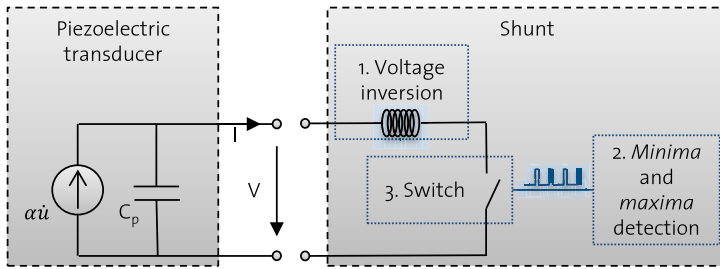 Piezoelectric
transducer
Shunt
1. Voltage
inversion
I
V
αu̇
Cp
3. Switch
2. Minima
and
maxima
detection